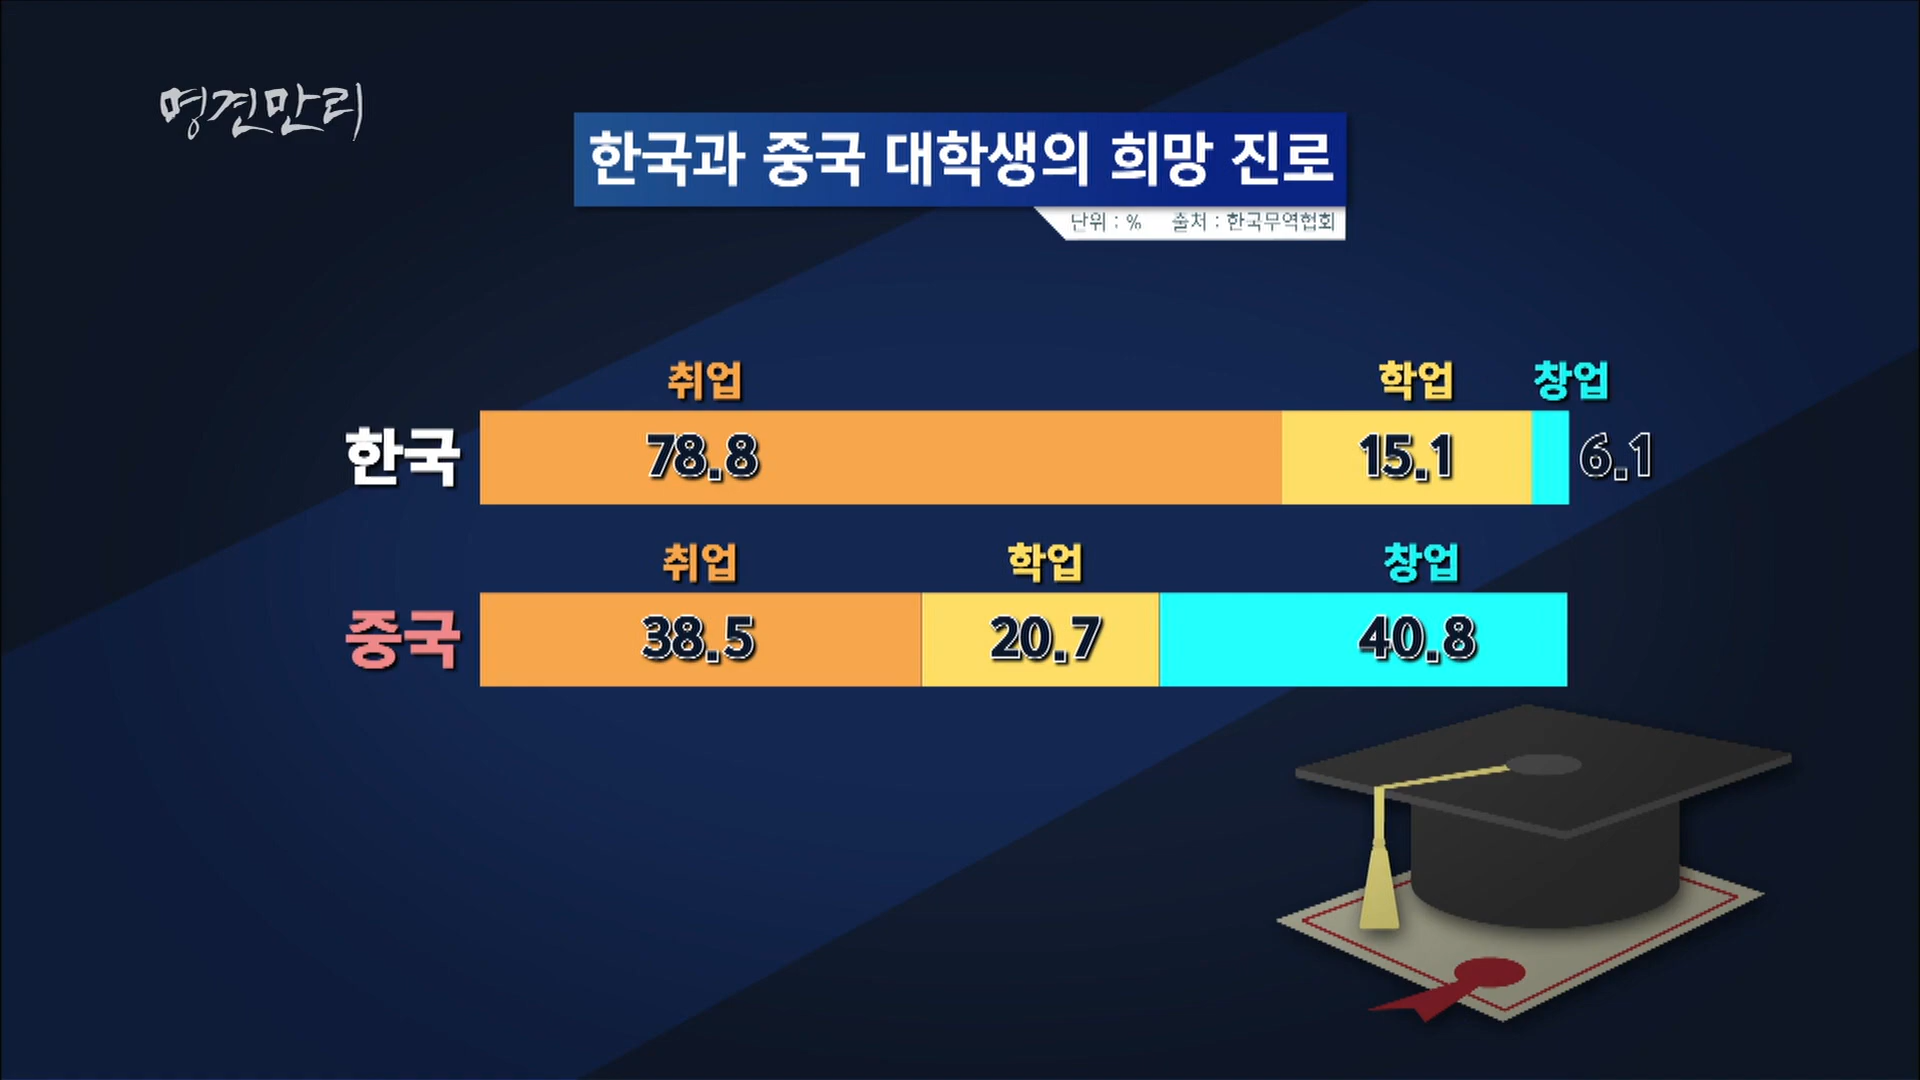 명견만리
한국과 중국 대학생의 희망 진로
단위 : % 출처 : 한국무역협회
취업 학업 창업
한국 78.8 15.1 6.1
취업 학업 창업
중국 38.5 20.7 40.8